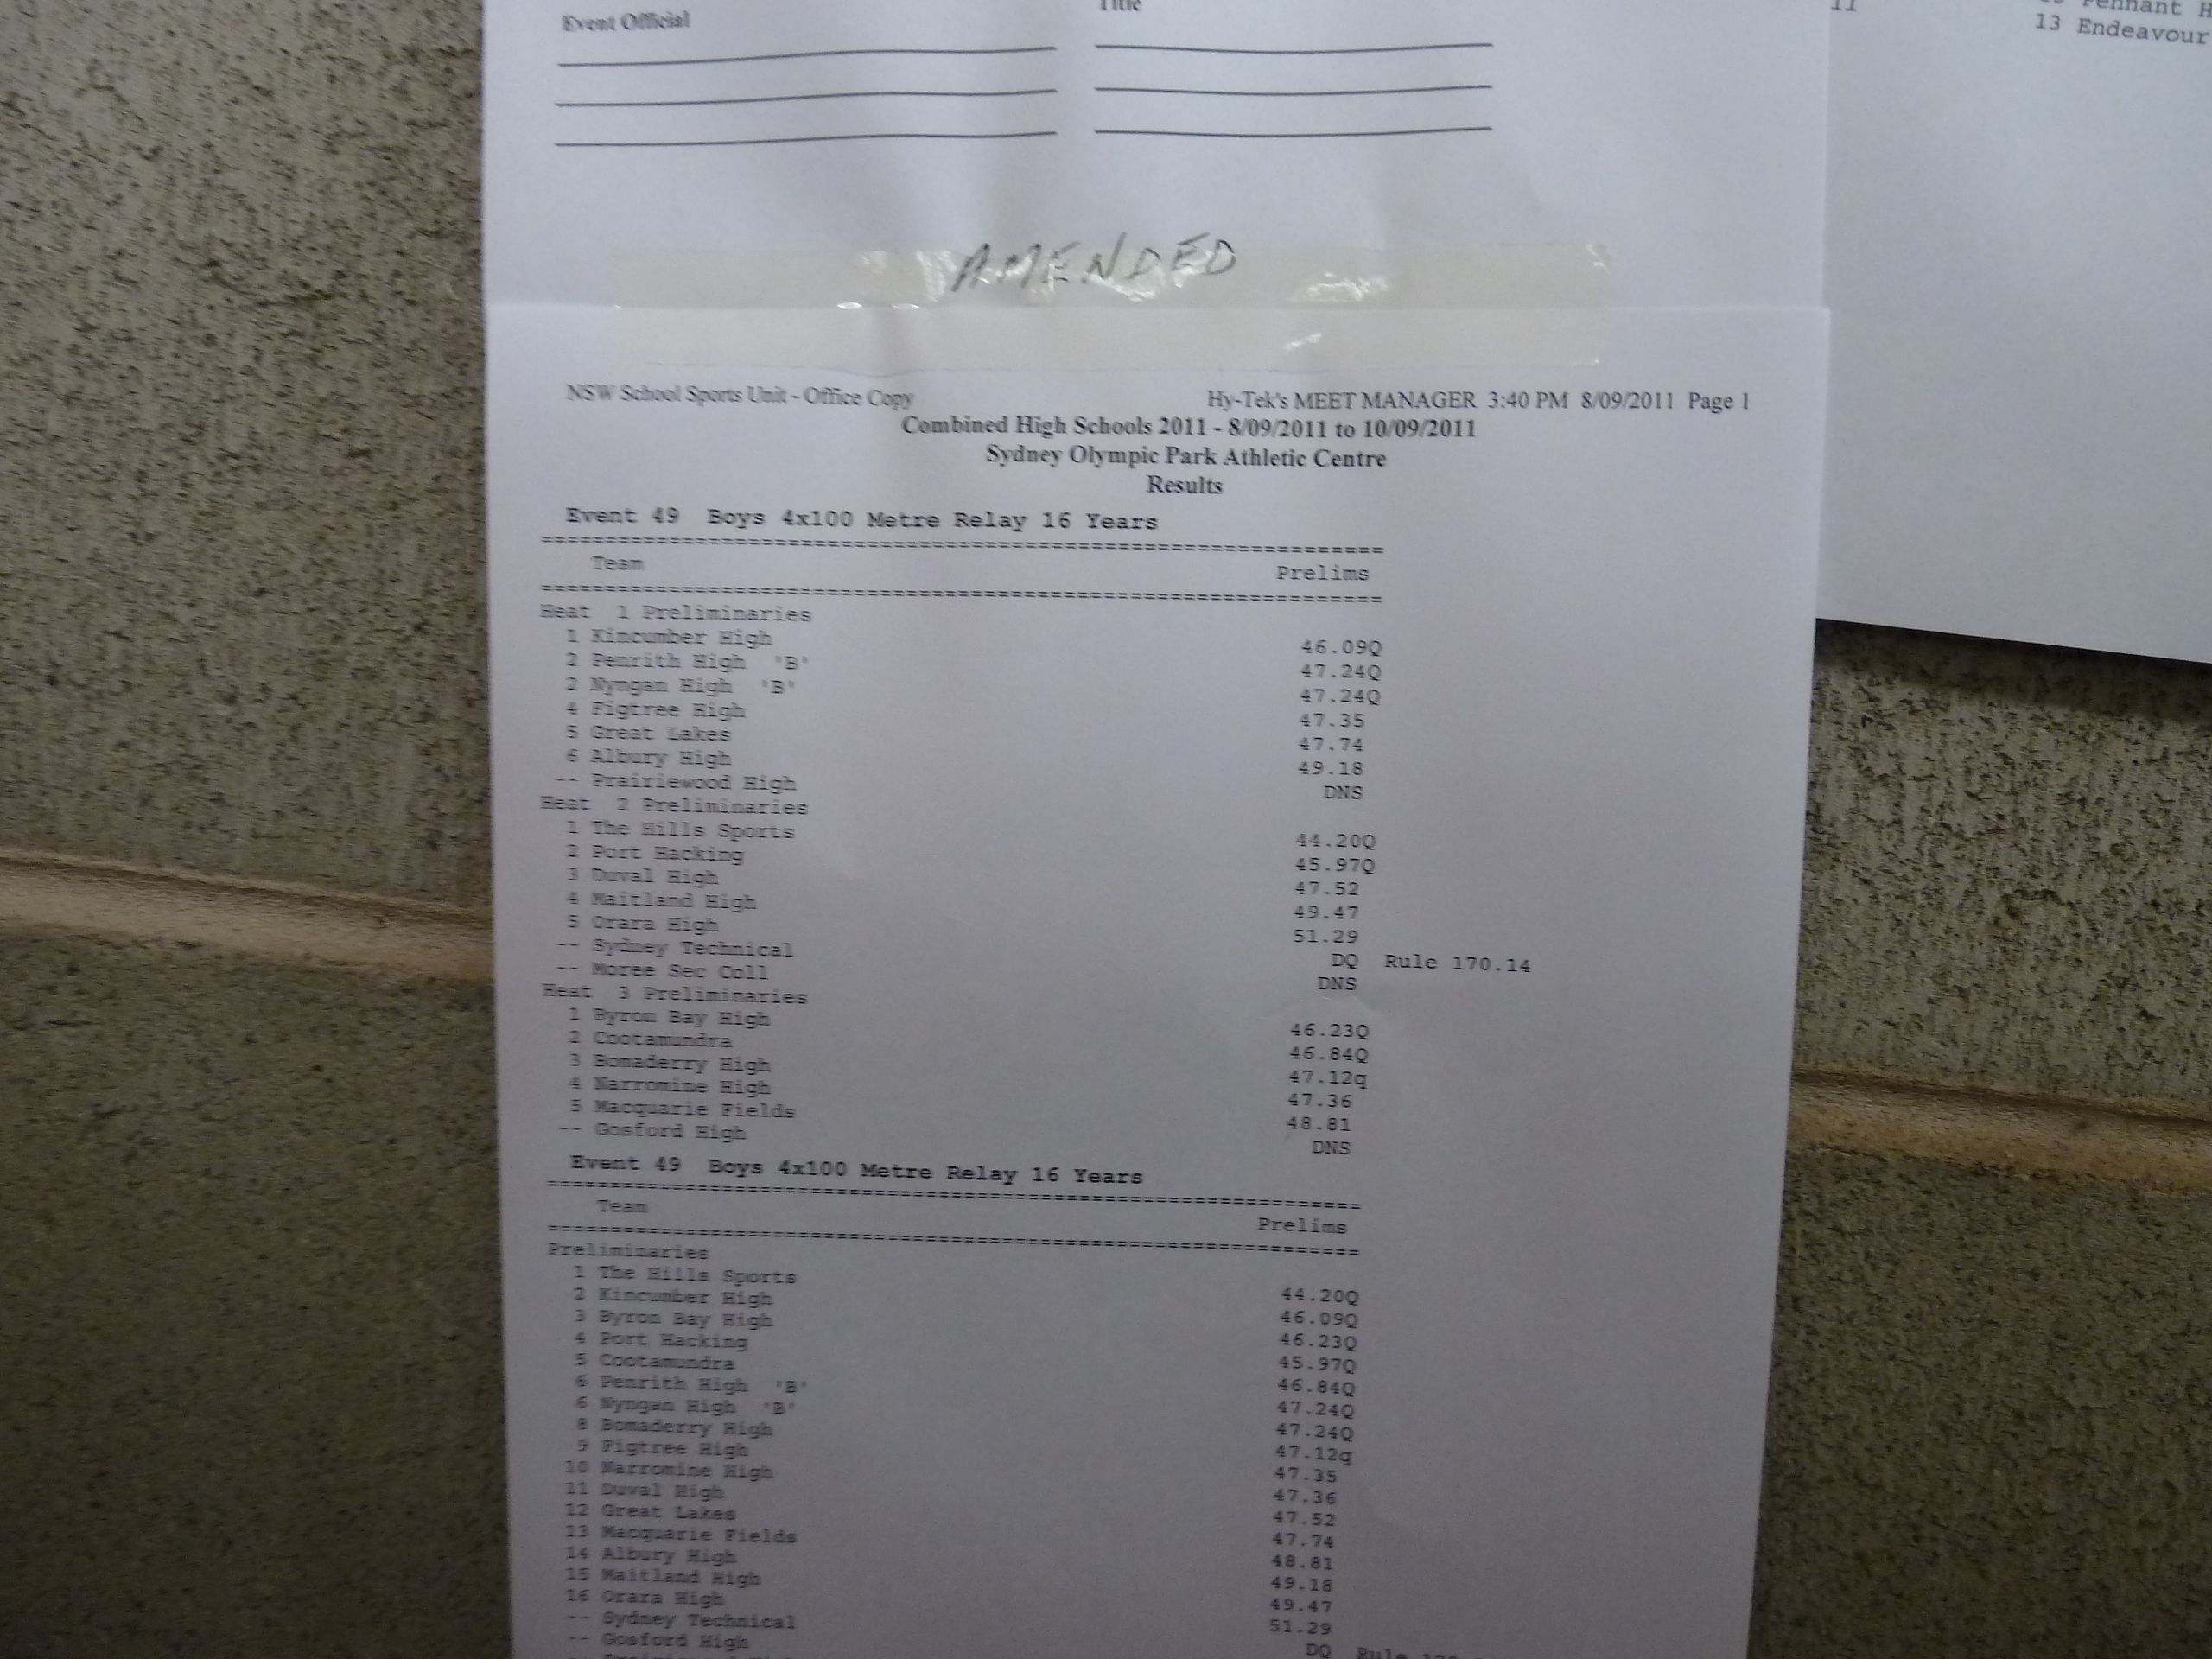 Event Official
Title
11
Pennant H
13 Endeavour
AMENDED
NSW School Sports Unit - Office Copy Hy-Tek's MEET MANAGER 3:40 PM 8/09/2011 Page 1
Combined High Schools 2011 - 8/09/2011 to 10/09/2011
Sydney Olympic Park Athletic Centre
Results
Event 49 Boys 4x100 Metre Relay 16 Years
Team Prelims
Heat 1 Preliminaries
1 Kincumber High 46.09Q
2 Penrith High 'B' 47.24Q
2 Nyngan High 'B' 47.24Q
4 Figtree High 47.35
5 Great Lakes 47.74
6 Albury High 49.18
-- Prairiewood High DNS
Heat 2 Preliminaries
1 The Hills Sports 44.20Q
2 Port Hacking 45.97Q
3 Duval High 47.52
4 Maitland High 49.47
5 Orara High 51.29
-- Sydney Technical DQ Rule 170.14
-- Moree Sec Coll DNS
Heat 3 Preliminaries
1 Byron Bay High 46.23Q
2 Cootamundra 46.84Q
3 Bomaderry High 47.12q
4 Narromine High 47.36
5 Macquarie Fields 48.81
-- Gosford High DNS
Event 49 Boys 4x100 Metre Relay 16 Years
Team Prelims
Preliminaries
1 The Hills Sports 44.20Q
2 Kincumber High 46.09Q
3 Byron Bay High 46.23Q
4 Port Hacking 45.97Q
5 Cootamundra 46.84Q
6 Penrith High 'B' 47.24Q
6 Nyngan High 'B' 47.24Q
8 Bomaderry High 47.12q
9 Figtree High 47.35
10 Narromine High 47.36
11 Duval High 47.52
12 Great Lakes 47.74
13 Macquarie Fields 48.81
14 Albury High 49.18
15 Maitland High 49.47
16 Orara High 51.29
-- Sydney Technical DQ Rule
-- Gosford High